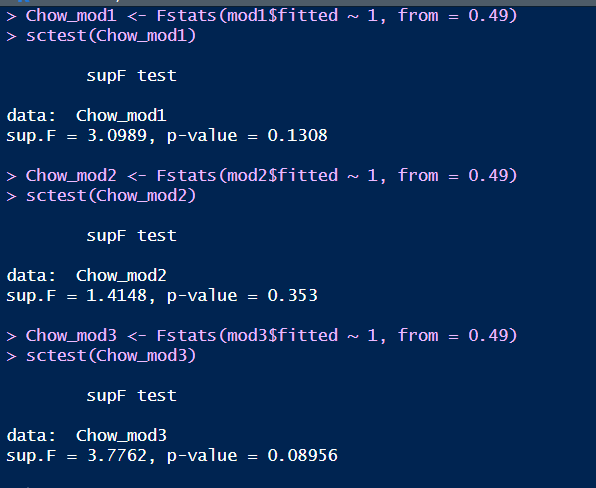 > Chow_mod1 <- Fstats(mod1$fitted ~ 1, from = 0.49)
> sctest(Chow_mod1)
supF test
data: Chow_mod1
sup.F = 3.0989, p-value = 0.1308
> Chow_mod2 <- Fstats(mod2$fitted ~ 1, from = 0.49)
> sctest(Chow_mod2)
supF test
data: Chow_mod2
sup.F = 1.4148, p-value = 0.353
> Chow_mod3 <- Fstats(mod3$fitted ~ 1, from = 0.49)
> sctest(Chow_mod3)
supF test
data: Chow_mod3
sup.F = 3.7762, p-value = 0.08956